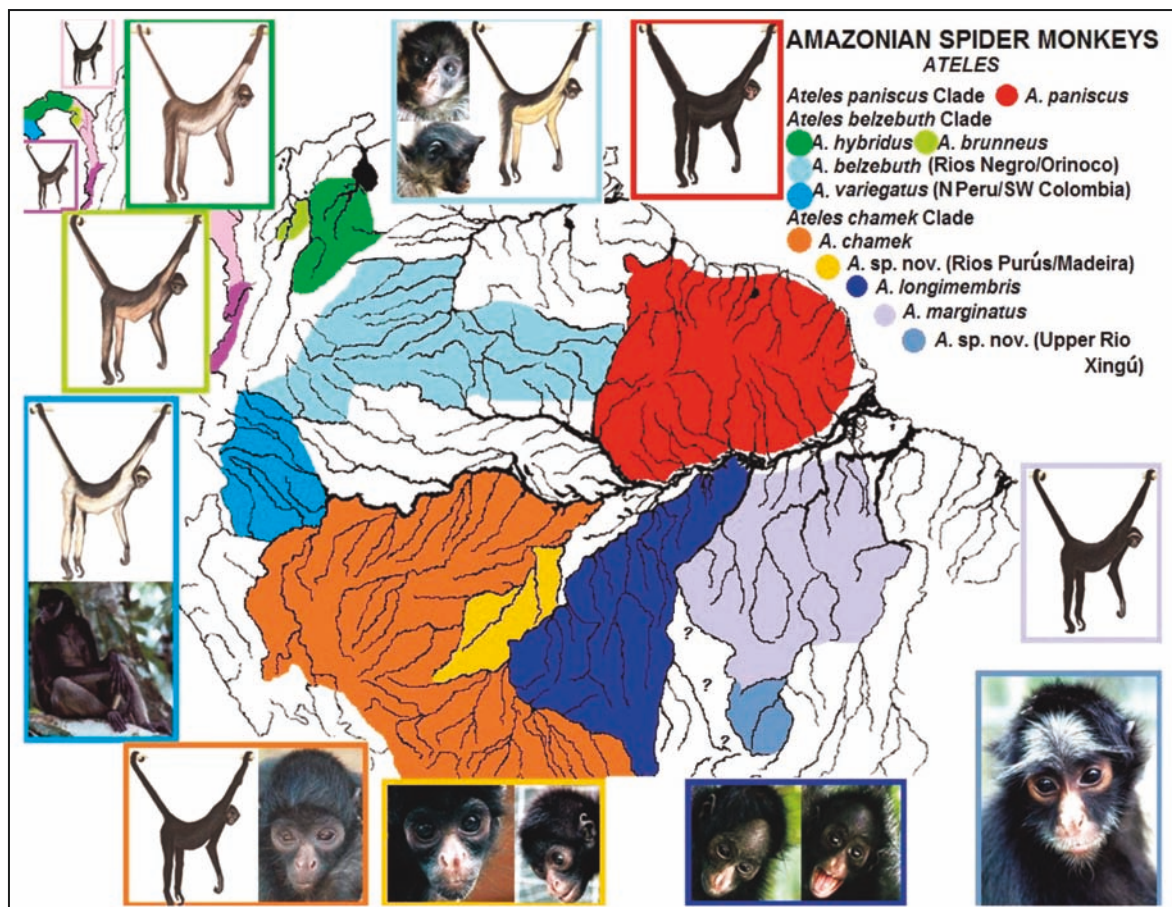 AMAZONIAN SPIDER MONKEYS
ATELES
Ateles paniscus Clade A. paniscus
Ateles belzebuth Clade
A. hybridus A. brunneus
A. belzebuth (Rios Negro/Orinoco)
A. variegatus (N Peru/SW Colombia)
Ateles chamek Clade
A. chamek
A. sp. nov. (Rios Purús/Madeira)
A. longimembris
A. marginatus
A. sp. nov. (Upper Rio
Xingú)
?
?
?